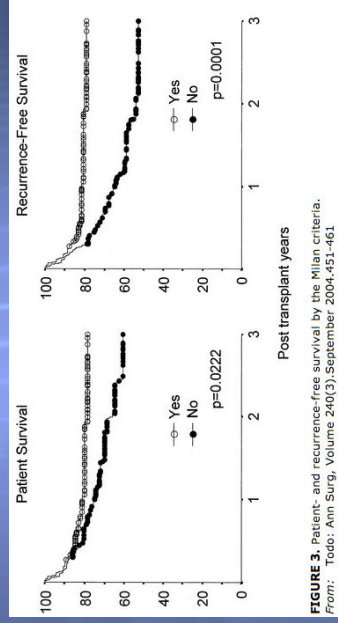 Patient Survival
100
80
60
40
20
0
Yes
No
p=0.0222
1
2
3
Recurrence-Free Survival
100
80
60
40
20
0
Yes
No
p=0.0001
1
2
3
Post transplant years
FIGURE 3. Patient- and recurrence-free survival by the Milan criteria.
From: Todo: Ann Surg, Volume 240(3).September 2004.451-461